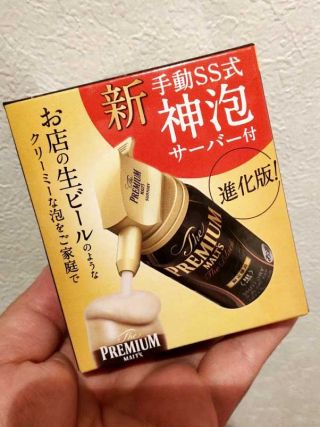 新
手動SS式
神泡
サーバー付
進化版!
お店の生ビールのような
クリーミーな泡をご家庭で
The
PREMIUM
MALT'S
The
PREMIUM
MALT'S
The
PREMIUM
MALT'S